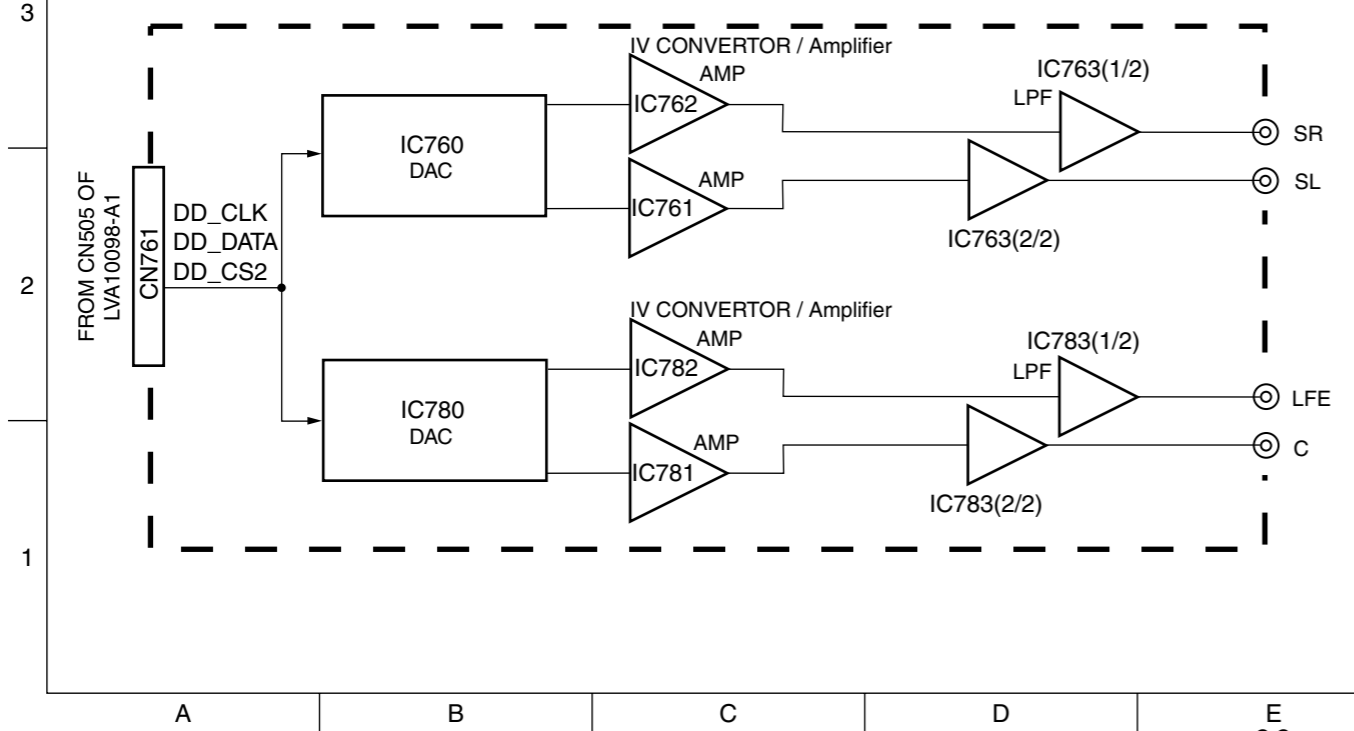 3
IV CONVERTOR / Amplifier
AMP
IC762
IC763(1/2)
LPF
SR
IC760
DAC
AMP
IC761
SL
IC763(2/2)
FROM CN505 OF
LVA10098-A1
CN761
DD_CLK
DD_DATA
DD_CS2
2
IV CONVERTOR / Amplifier
AMP
IC782
IC783(1/2)
LPF
LFE
IC780
DAC
AMP
IC781
C
IC783(2/2)
1
A
B
C
D
E